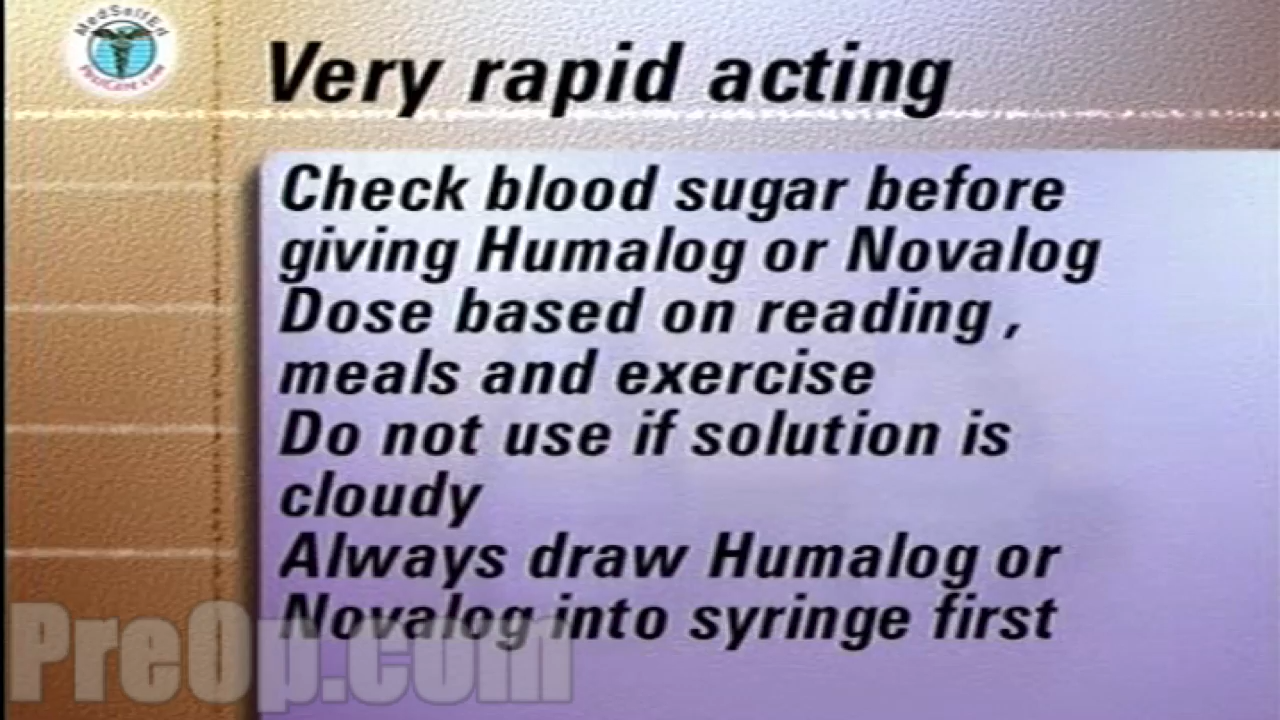 MedSelfEd
Very rapid acting
Check blood sugar before
giving Humalog or Novalog
Dose based on reading ,
meals and exercise
Do not use if solution is
cloudy
Always draw Humalog or
Novalog into syringe first
PreOp.com